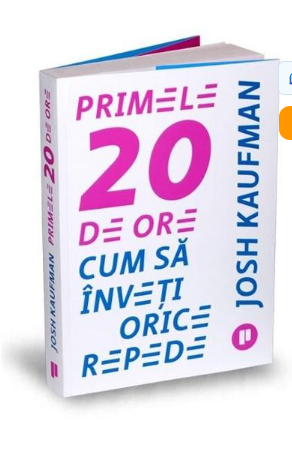 PRIMELE
20
DE ORE
CUM SĂ
ÎNVEȚI
ORICE
REPEDE
JOSH KAUFMAN
JOSH KAUFMAN PRIMELE 20 DE ORE